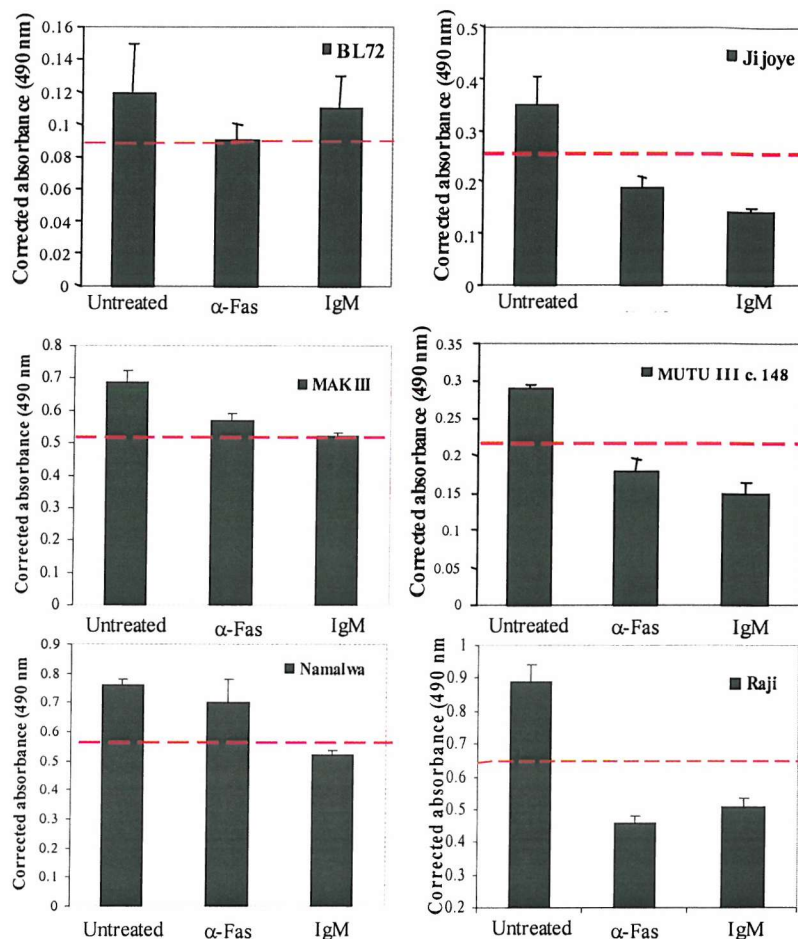 Corrected absorbance (490 nm)
0.16
0.14
0.12
0.1
0.08
0.06
0.04
0.02
0
BL72
Untreated
α-Fas
IgM
Corrected absorbance (490 nm)
0.5
0.4
0.3
0.2
0.1
0
Jijoye
Untreated
IgM
Corrected absorbance (490 nm
0.8
0.7
0.6
0.5
0.4
0.3
0.2
0.1
0
MAK III
Untreated
α-Fas
IgM
Corrected absorbance (490 nm)
0.35
0.3
0.25
0.2
0.15
0.1
0.05
0
MUTU III c. 148
Untreated
α-Fas
IgM
Corrected absorbance (490 nm
0.9
0.8
0.7
0.6
0.5
0.4
0.3
0.2
0.1
0
Namalwa
Untreated
α-Fas
IgM
Corrected absorbance (490 nm
1
0.9
0.8
0.7
0.6
0.5
0.4
0.3
0.2
Raji
Untreated
α-Fas
IgM